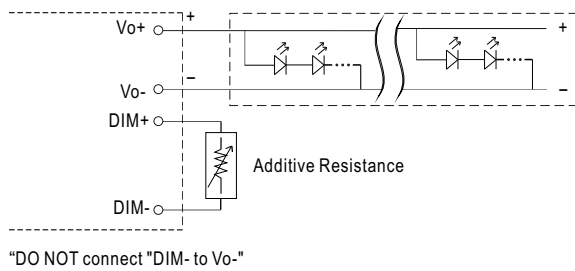 Vo+
+
+
−
Vo-
−
DIM+
Additive Resistance
DIM-
“DO NOT connect "DIM- to Vo-"